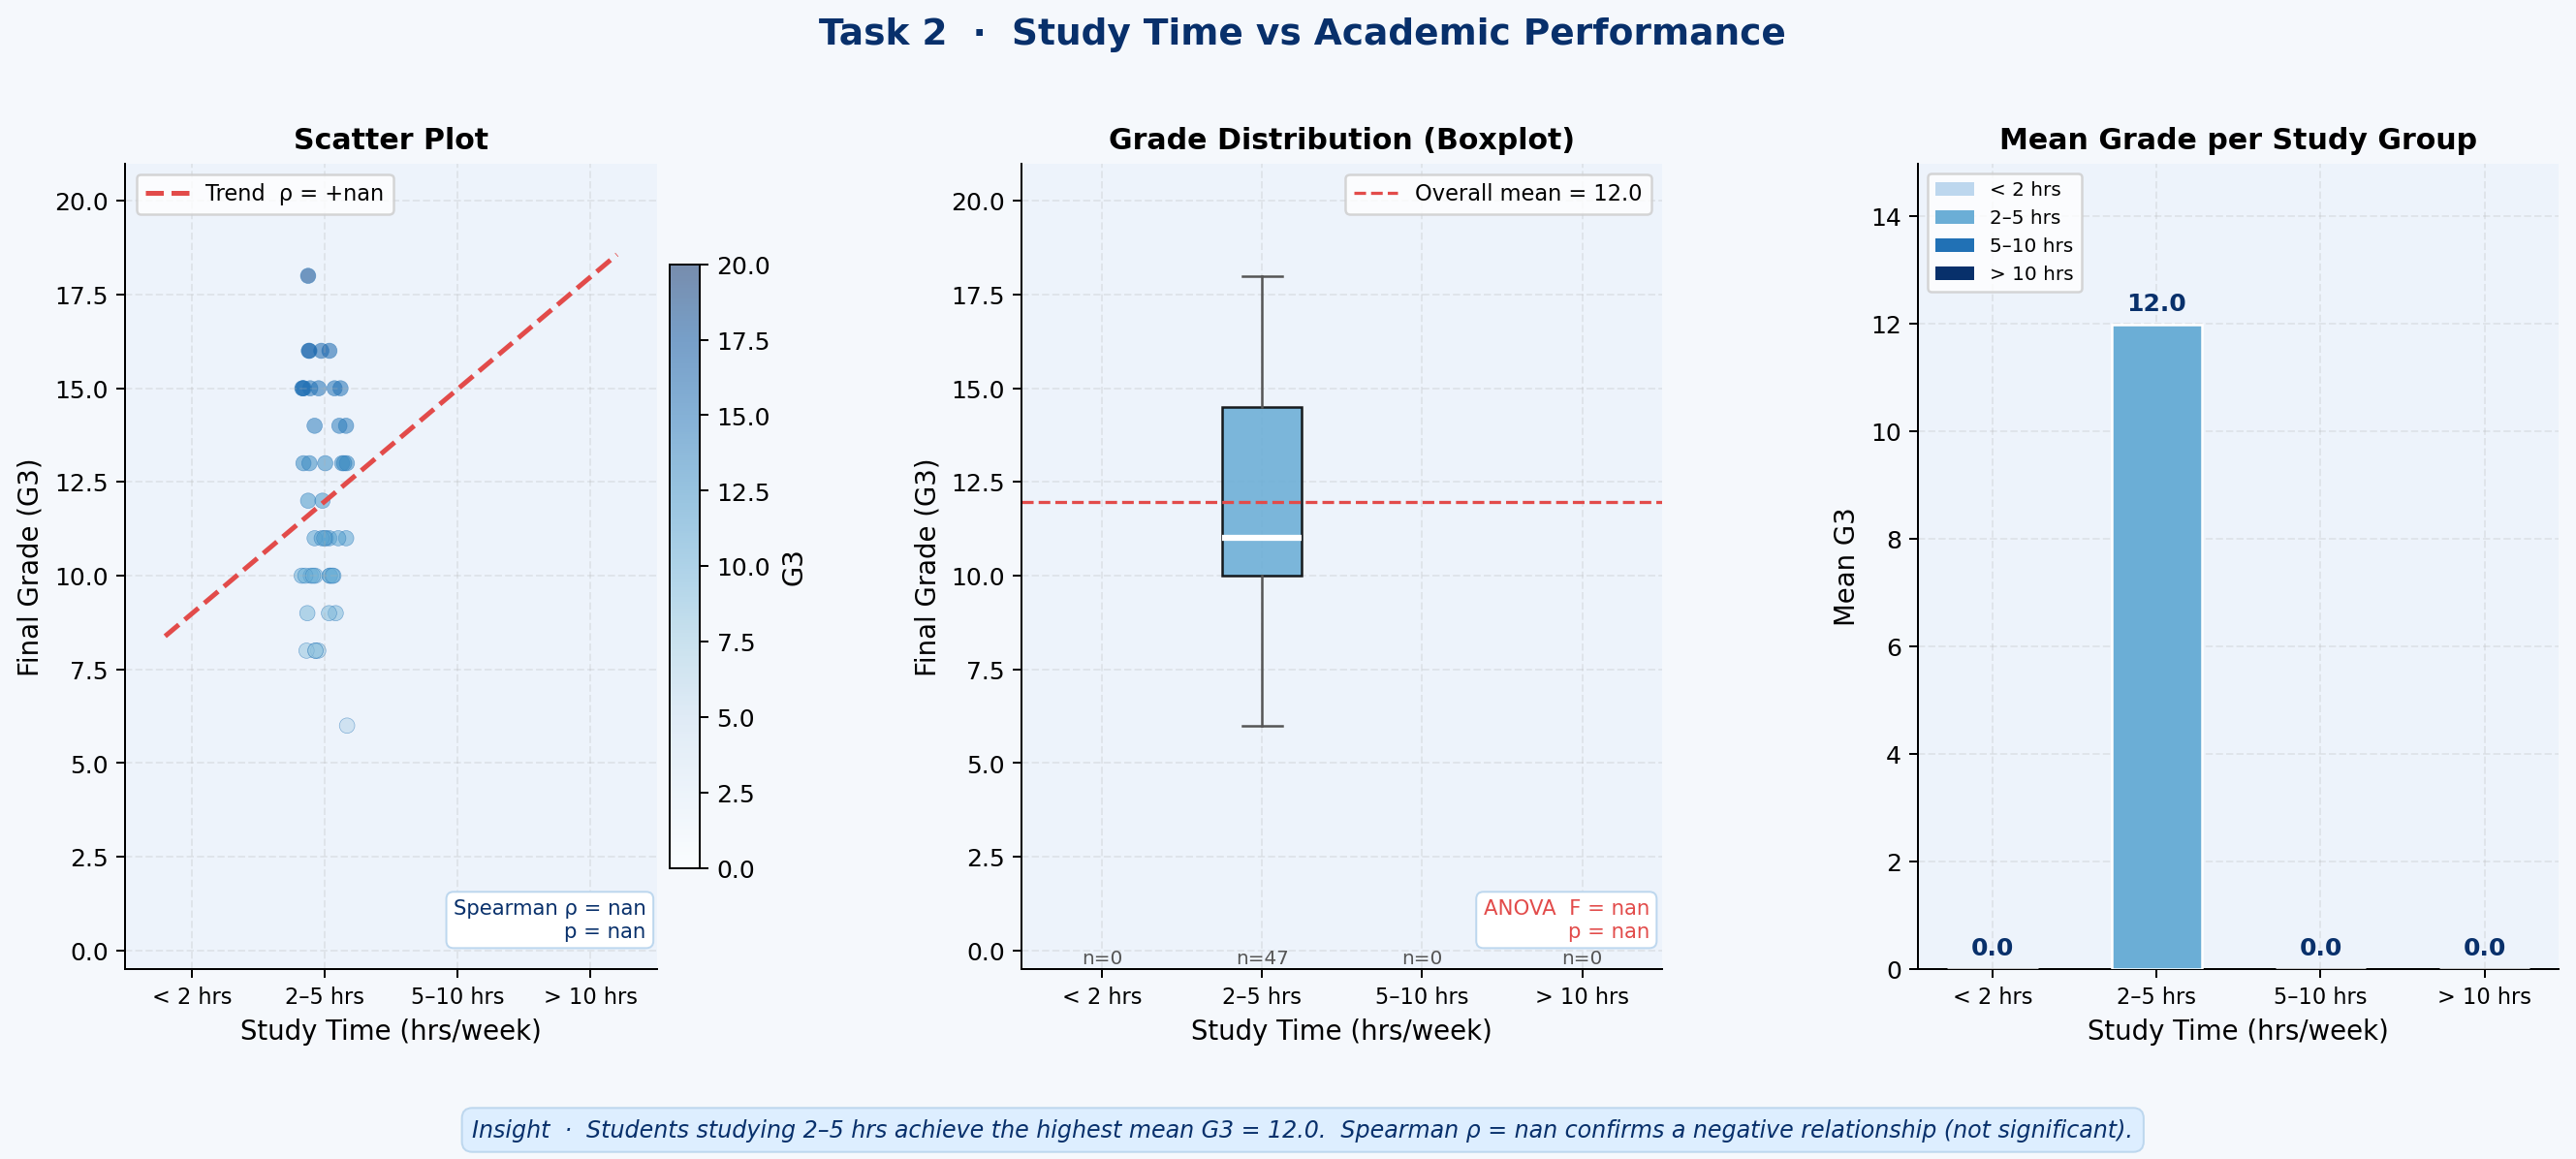 Task 2 · Study Time vs Academic Performance
Scatter Plot
Trend ρ = +nan
20.0
17.5
15.0
12.5
10.0
7.5
5.0
2.5
0.0
Final Grade (G3)
Spearman ρ = nan
p = nan
< 2 hrs
2–5 hrs
5–10 hrs
> 10 hrs
Study Time (hrs/week)
20.0
17.5
15.0
12.5
10.0
7.5
5.0
2.5
0.0
G3
Grade Distribution (Boxplot)
Overall mean = 12.0
20.0
17.5
15.0
12.5
10.0
7.5
5.0
2.5
0.0
Final Grade (G3)
ANOVA F = nan
p = nan
n=0
n=47
n=0
n=0
< 2 hrs
2–5 hrs
5–10 hrs
> 10 hrs
Study Time (hrs/week)
Mean Grade per Study Group
< 2 hrs
2–5 hrs
5–10 hrs
> 10 hrs
14
12
10
8
6
4
2
0
Mean G3
0.0
12.0
0.0
0.0
< 2 hrs
2–5 hrs
5–10 hrs
> 10 hrs
Study Time (hrs/week)
Insight · Students studying 2–5 hrs achieve the highest mean G3 = 12.0. Spearman ρ = nan confirms a negative relationship (not significant).